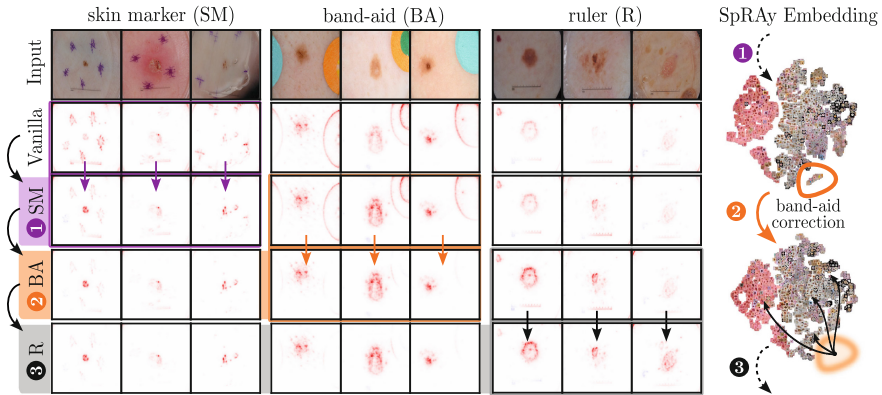 skin marker (SM)
band-aid (BA)
ruler (R)
SpRAy Embedding
Input
Vanilla
1 SM
2 BA
3 R
1
2
band-aid
correction
3